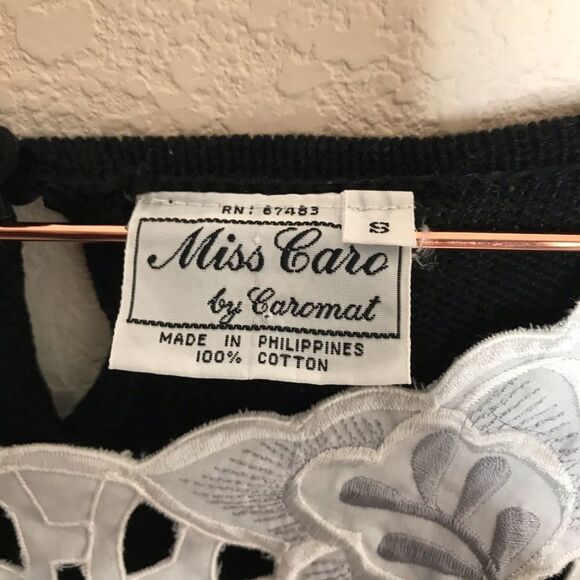 RN: 67483
S
Miss Caro
by Caromat
MADE IN PHILIPPINES
100% COTTON